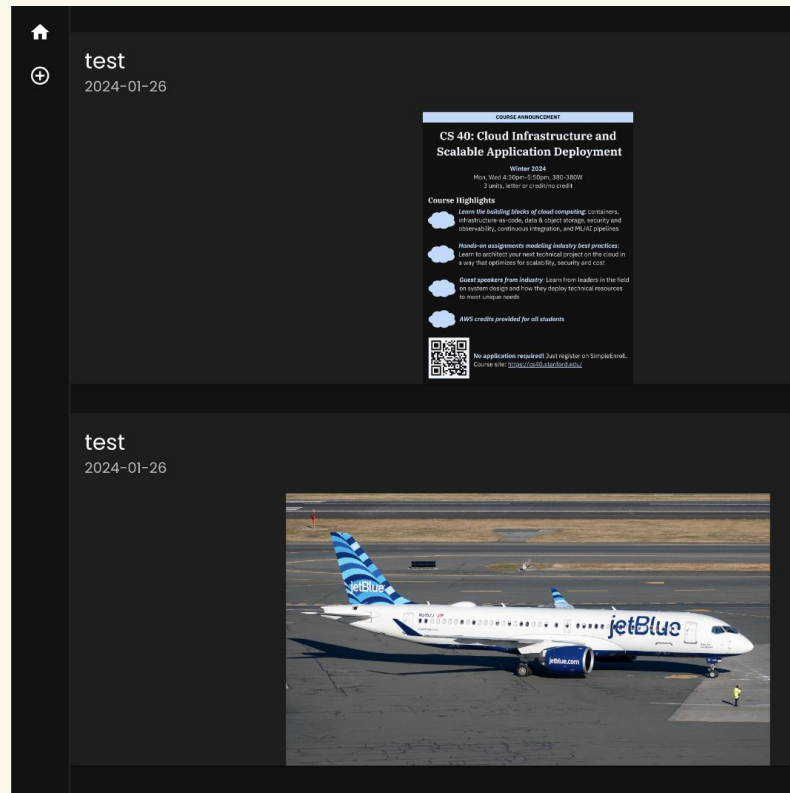 test
2024-01-26
COURSE ANNOUNCEMENT
CS 40: Cloud Infrastructure and
Scalable Application Deployment
Winter 2024
Mon, Wed 4:30pm-5:50pm, 380-380W
3 units, letter or credit/no credit
Course Highlights
Learn the building blocks of cloud computing: containers,
infrastructure-as-code, data & object storage, security and
observability, continuous integration, and ML/AI pipelines
Hands-on assignments modeling industry best practices:
Learn to architect your next technical project on the cloud in
a way that optimizes for scalability, security and cost
Guest speakers from industry: Learn from leaders in the field
on system design and how they deploy technical resources
to meet unique needs
AWS credits provided for all students
No application required! Just register on SimpleEnroll.
Course site: https://cs40.stanford.edu/
test
2024-01-26
jetBlue
jetBlue
jetblue.com